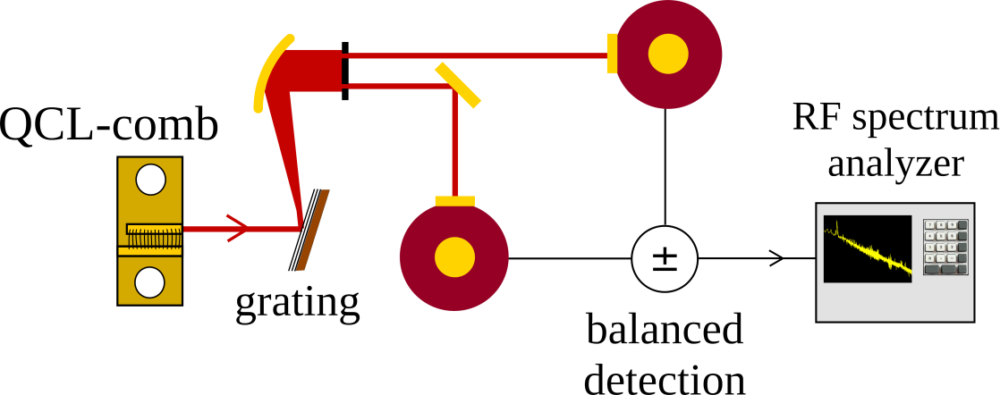 QCL-comb
grating
±
balanced
detection
RF spectrum
analyzer